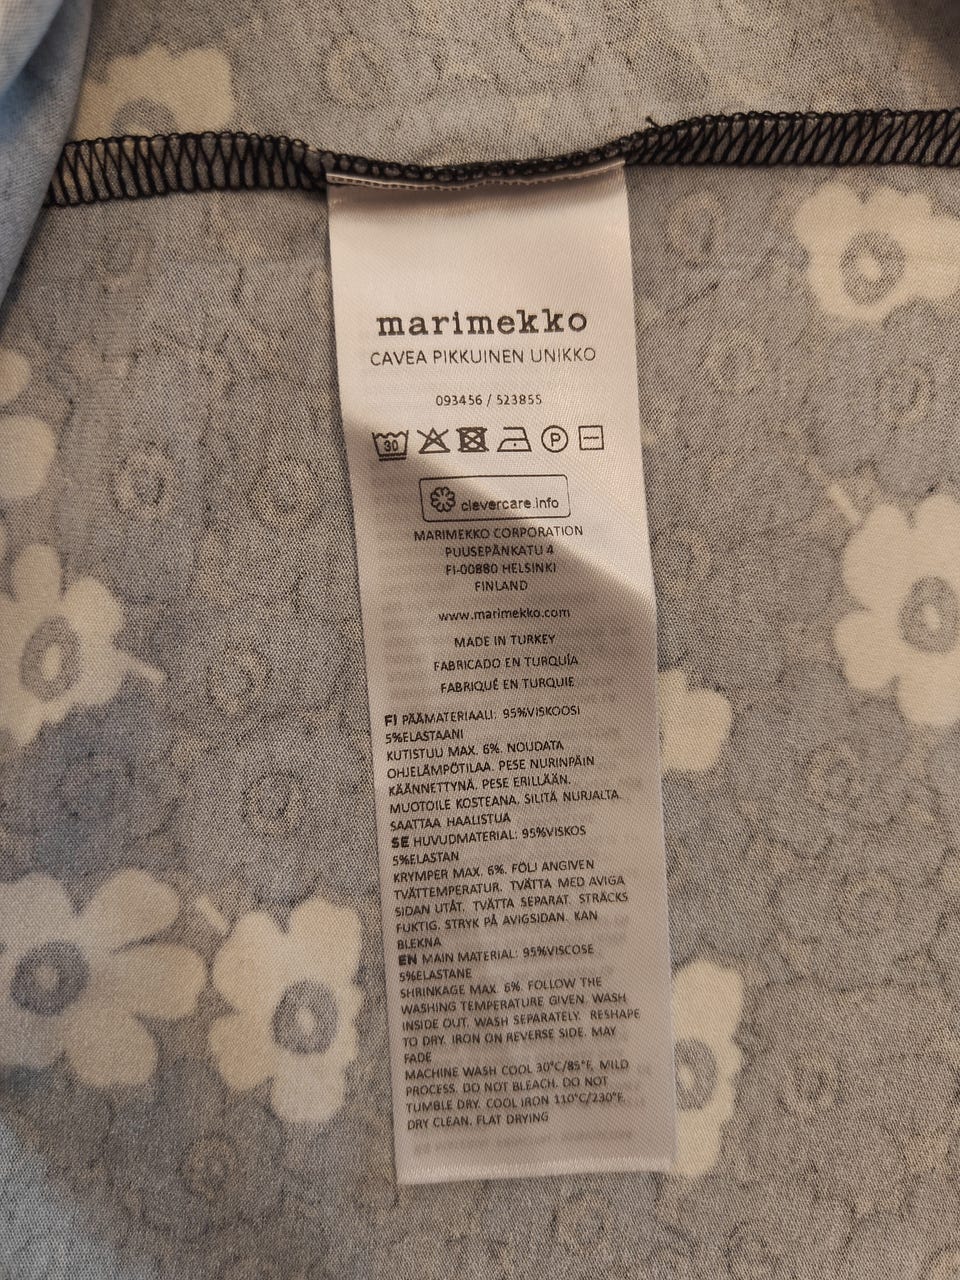 marimekko
CAVEA PIKKUINEN UNIKKO
093456 / 523855
30 P
clevercare.info
MARIMEKKO CORPORATION
PUUSEPÄNKATU 4
FI-00880 HELSINKI
FINLAND
www.marimekko.com
MADE IN TURKEY
FABRICADO EN TURQUÍA
FABRIQUÉ EN TURQUIE
FI PÄÄMATERIAALI: 95%VISKOOSI
5%ELASTAANI
KUTISTUU MAX. 6%. NOUDATA
OHJELÄMPÖTILAA. PESE NURINPÄIN
KÄÄNNETTYNÄ. PESE ERILLÄÄN.
MUOTOILE KOSTEANA. SILITÄ NURJALTA.
SAATTAA HAALISTUA
SE HUVUDMATERIAL: 95%VISKOS
5%ELASTAN
KRYMPER MAX. 6%. FÖLJ ANGIVEN
TVÄTTEMPERATUR. TVÄTTA MED AVIGA
SIDAN UTÅT. TVÄTTA SEPARAT. STRÄCKS
FUKTIG. STRYK PÅ AVIGSIDAN. KAN
BLEKNA
EN MAIN MATERIAL: 95%VISCOSE
5%ELASTANE
SHRINKAGE MAX. 6%. FOLLOW THE
WASHING TEMPERATURE GIVEN. WASH
INSIDE OUT. WASH SEPARATELY. RESHAPE
TO DRY. IRON ON REVERSE SIDE. MAY
FADE
MACHINE WASH COOL 30°C/85°F, MILD
PROCESS. DO NOT BLEACH. DO NOT
TUMBLE DRY. COOL IRON 110°C/230°F.
DRY CLEAN. FLAT DRYING